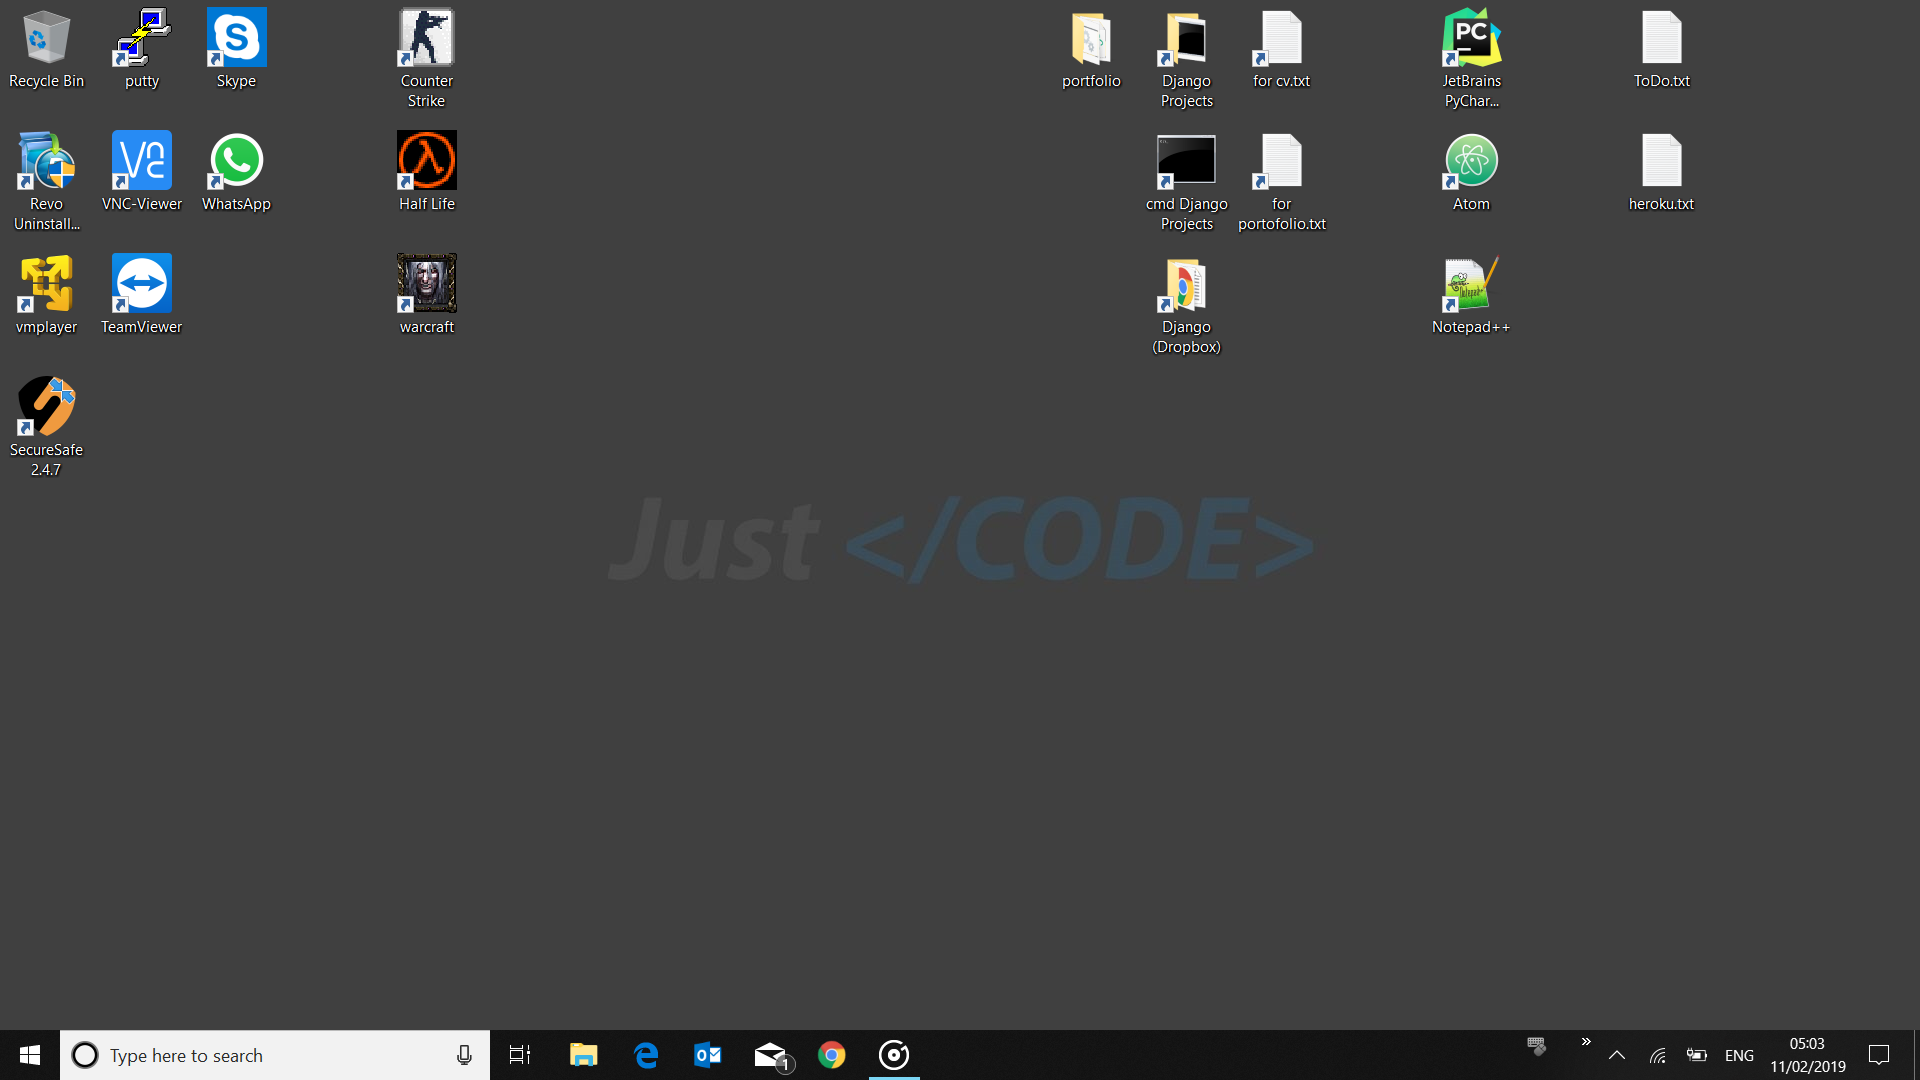 Recycle Bin
putty
Skype
Counter
Strike
portfolio
Django
Projects
for cv.txt
PC
JetBrains
PyChar...
ToDo.txt
Revo
Uninstall...
VNC-Viewer
WhatsApp
Half Life
cmd Django
Projects
for
portofolio.txt
Atom
heroku.txt
vmplayer
TeamViewer
warcraft
Django
(Dropbox)
Notepad++
SecureSafe
2.4.7
Just </CODE>
Type here to search
1
ENG
05:03
11/02/2019